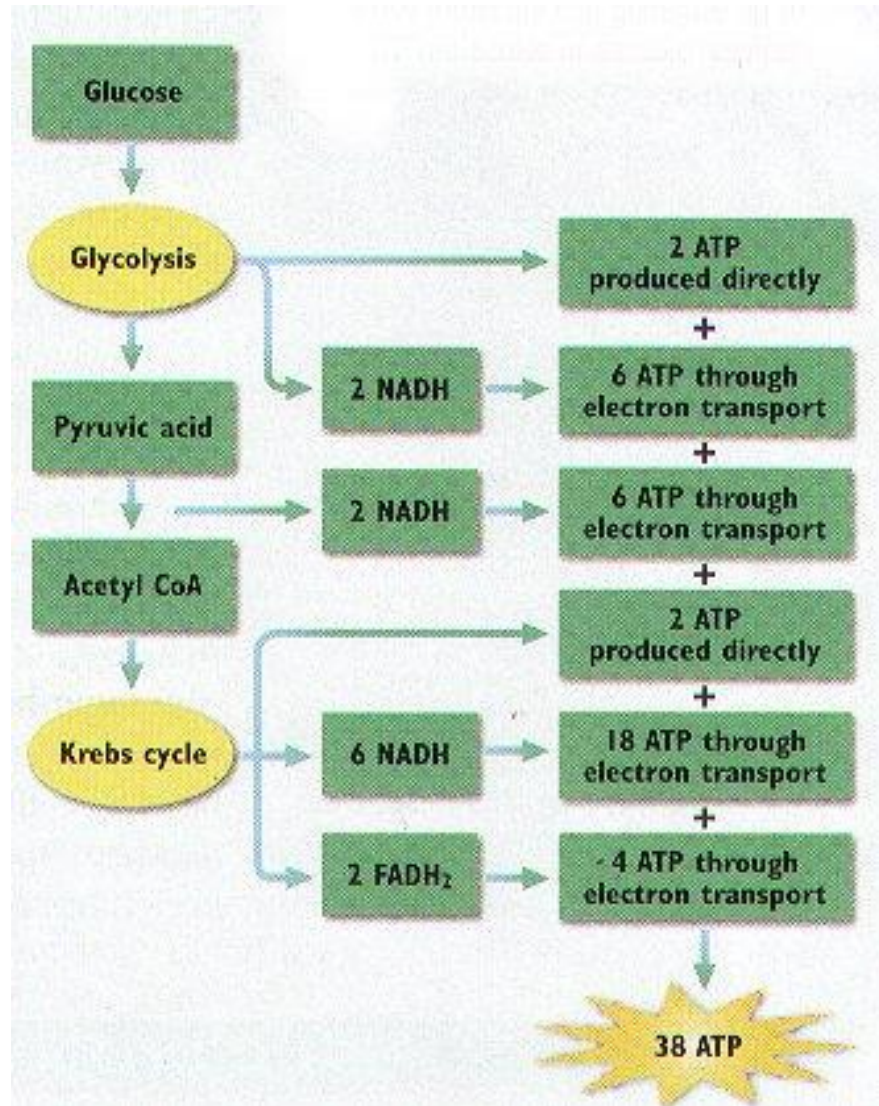 Glucose
Glycolysis
2 ATP
produced directly
+
2 NADH
6 ATP through
electron transport
+
Pyruvic acid
2 NADH
6 ATP through
electron transport
+
Acetyl CoA
2 ATP
produced directly
+
Krebs cycle
6 NADH
18 ATP through
electron transport
+
2 FADH₂
4 ATP through
electron transport
38 ATP